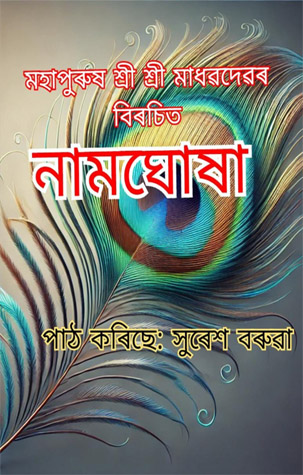 মহাপুৰুষ শ্ৰী শ্ৰী মাধৱদেৱৰ
বিৰচিত
নামঘোষা
পাঠ কৰিছে: সুৰেশ বৰুৱা